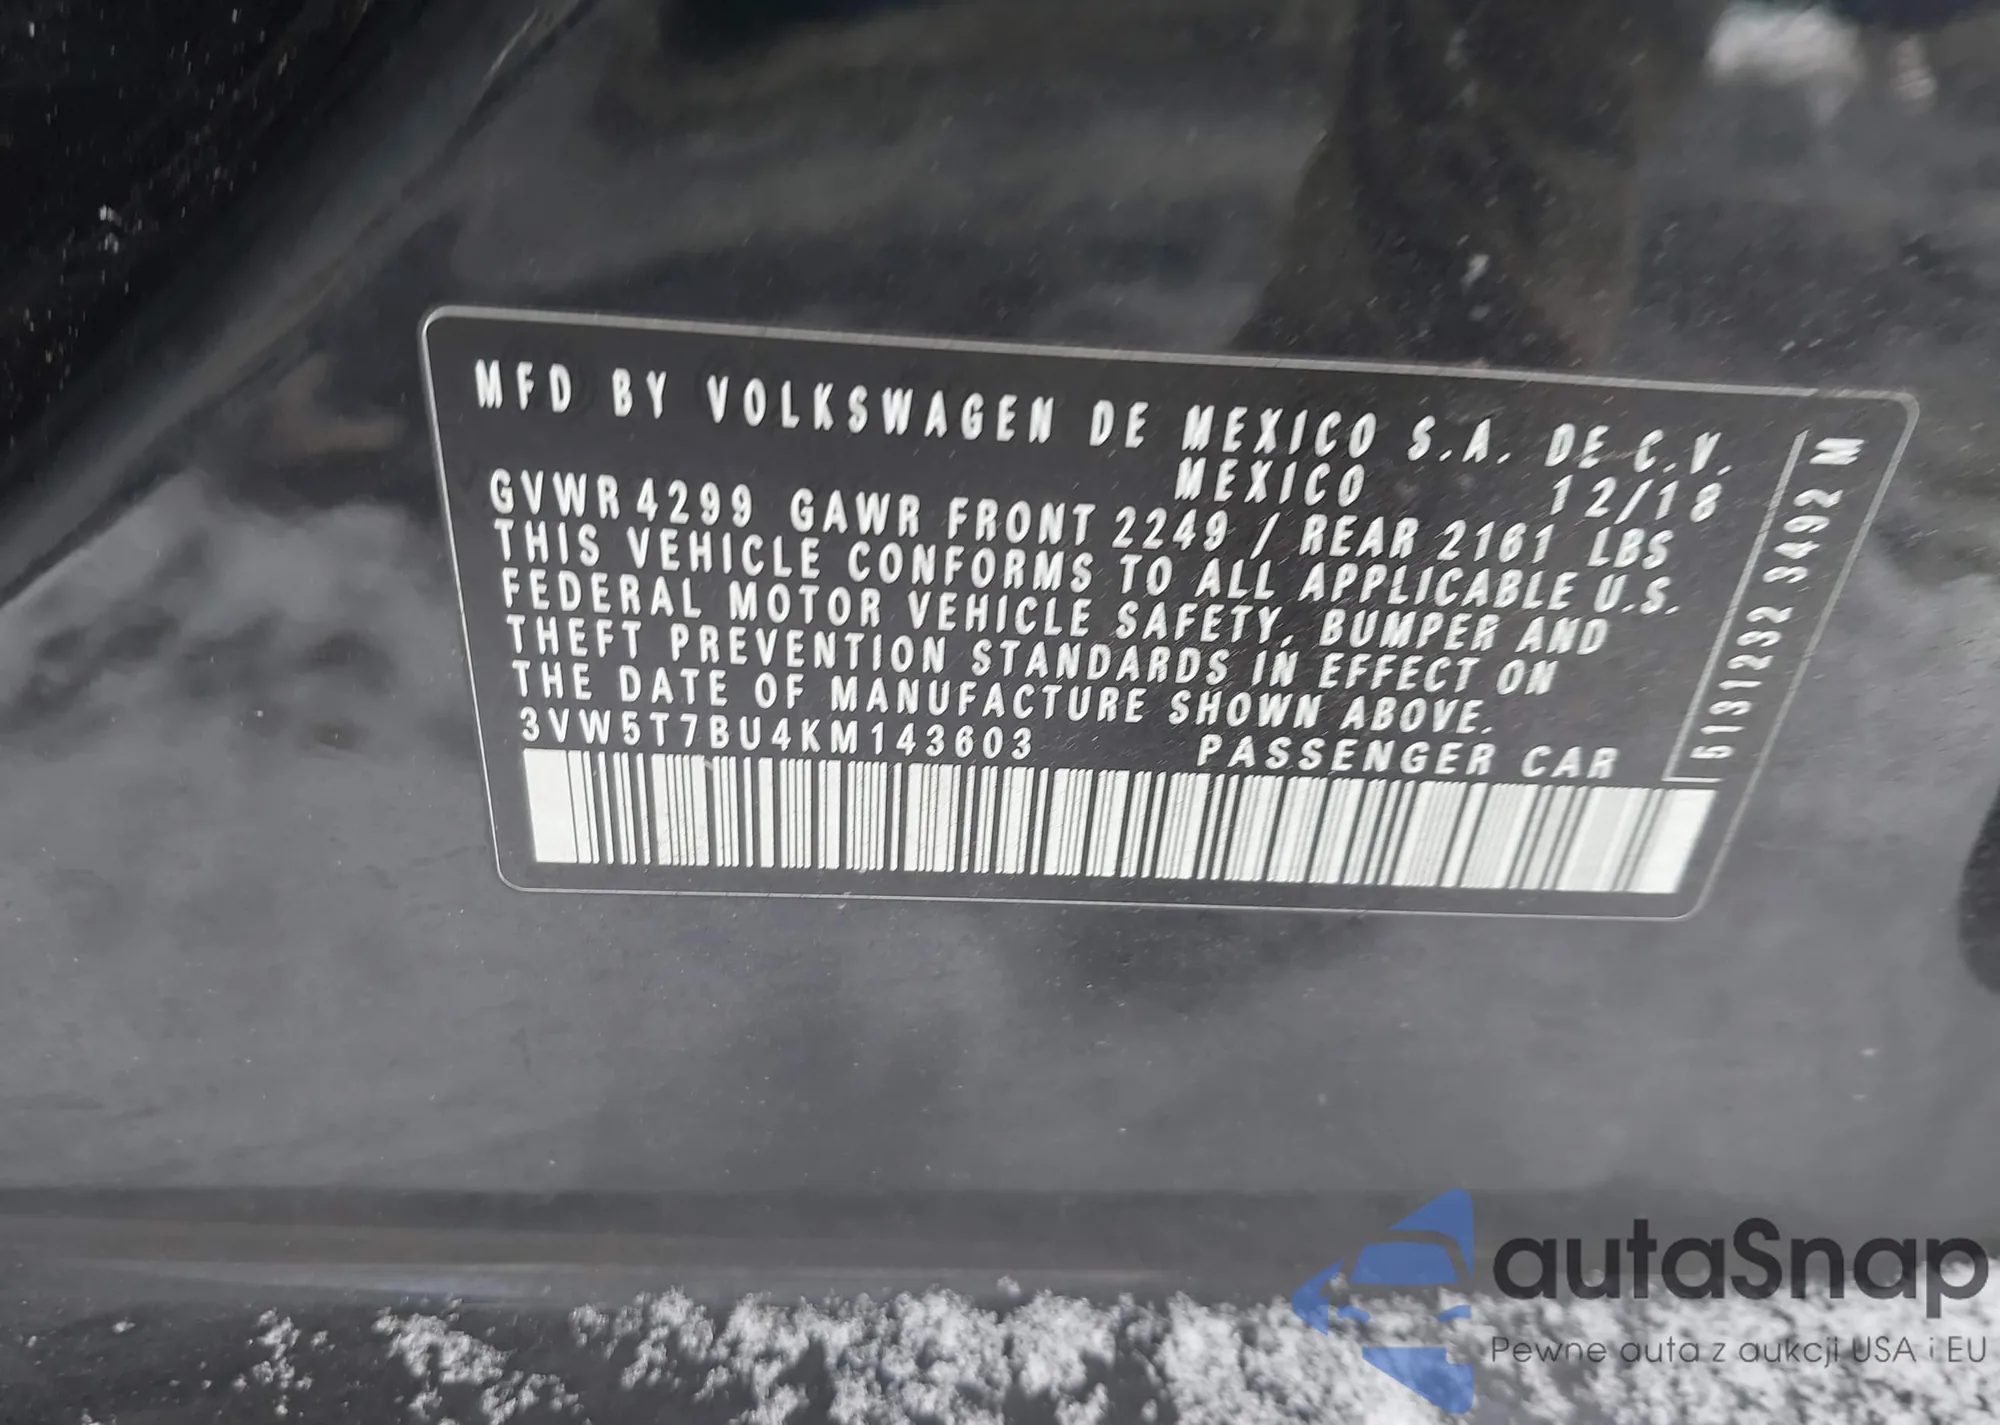 MFD BY VOLKSWAGEN DE MEXICO S.A. DE C.V.
MEXICO 12/18
GVWR 4299 GAWR FRONT 2249 / REAR 2161 LBS
THIS VEHICLE CONFORMS TO ALL APPLICABLE U.S.
FEDERAL MOTOR VEHICLE SAFETY, BUMPER AND
THEFT PREVENTION STANDARDS IN EFFECT ON
THE DATE OF MANUFACTURE SHOWN ABOVE.
3VW5T7BU4KM143603 PASSENGER CAR
5131232 3492 M
autaSnap
Pewne auta z aukcji USA i EU